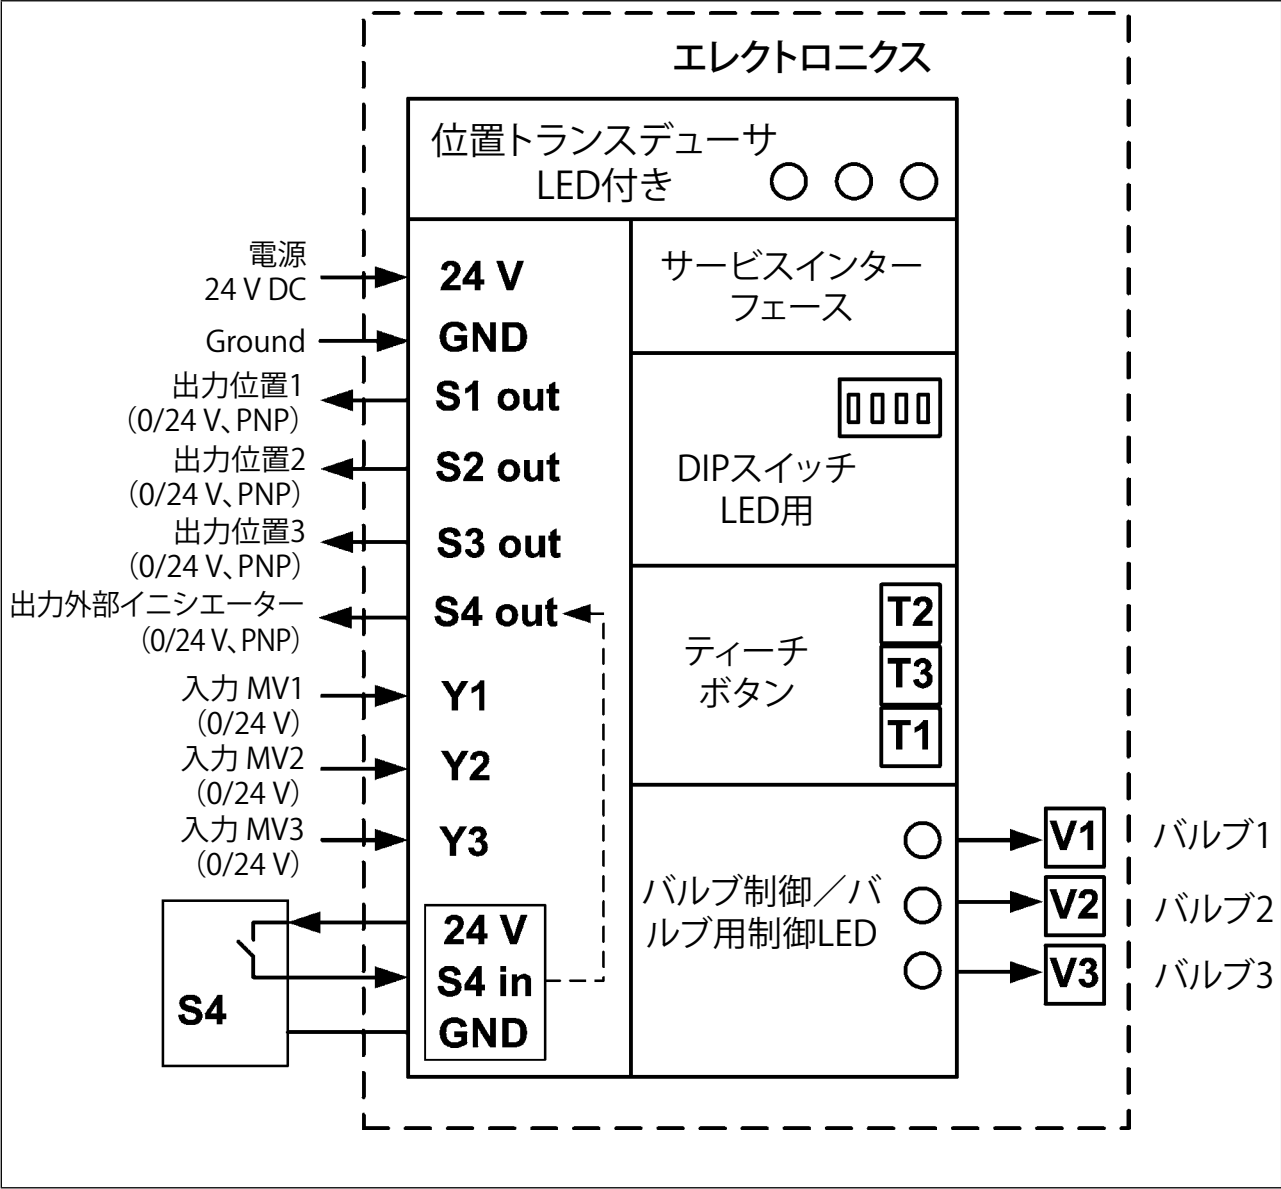 エレクトロニクス
位置トランスデューサ
LED付き
電源
24 V DC
Ground
出力位置1
(0/24 V、PNP)
出力位置2
(0/24 V、PNP)
出力位置3
(0/24 V、PNP)
出力外部イニシエーター
(0/24 V、PNP)
入力 MV1
(0/24 V)
入力 MV2
(0/24 V)
入力 MV3
(0/24 V)
S4
24 V
GND
S1 out
S2 out
S3 out
S4 out
Y1
Y2
Y3
24 V
S4 in
GND
サービスインター
フェース
DIPスイッチ
LED用
ティーチ
ボタン
T2
T3
T1
バルブ制御／バ
ルブ用制御LED
V1
バルブ1
V2
バルブ2
V3
バルブ3